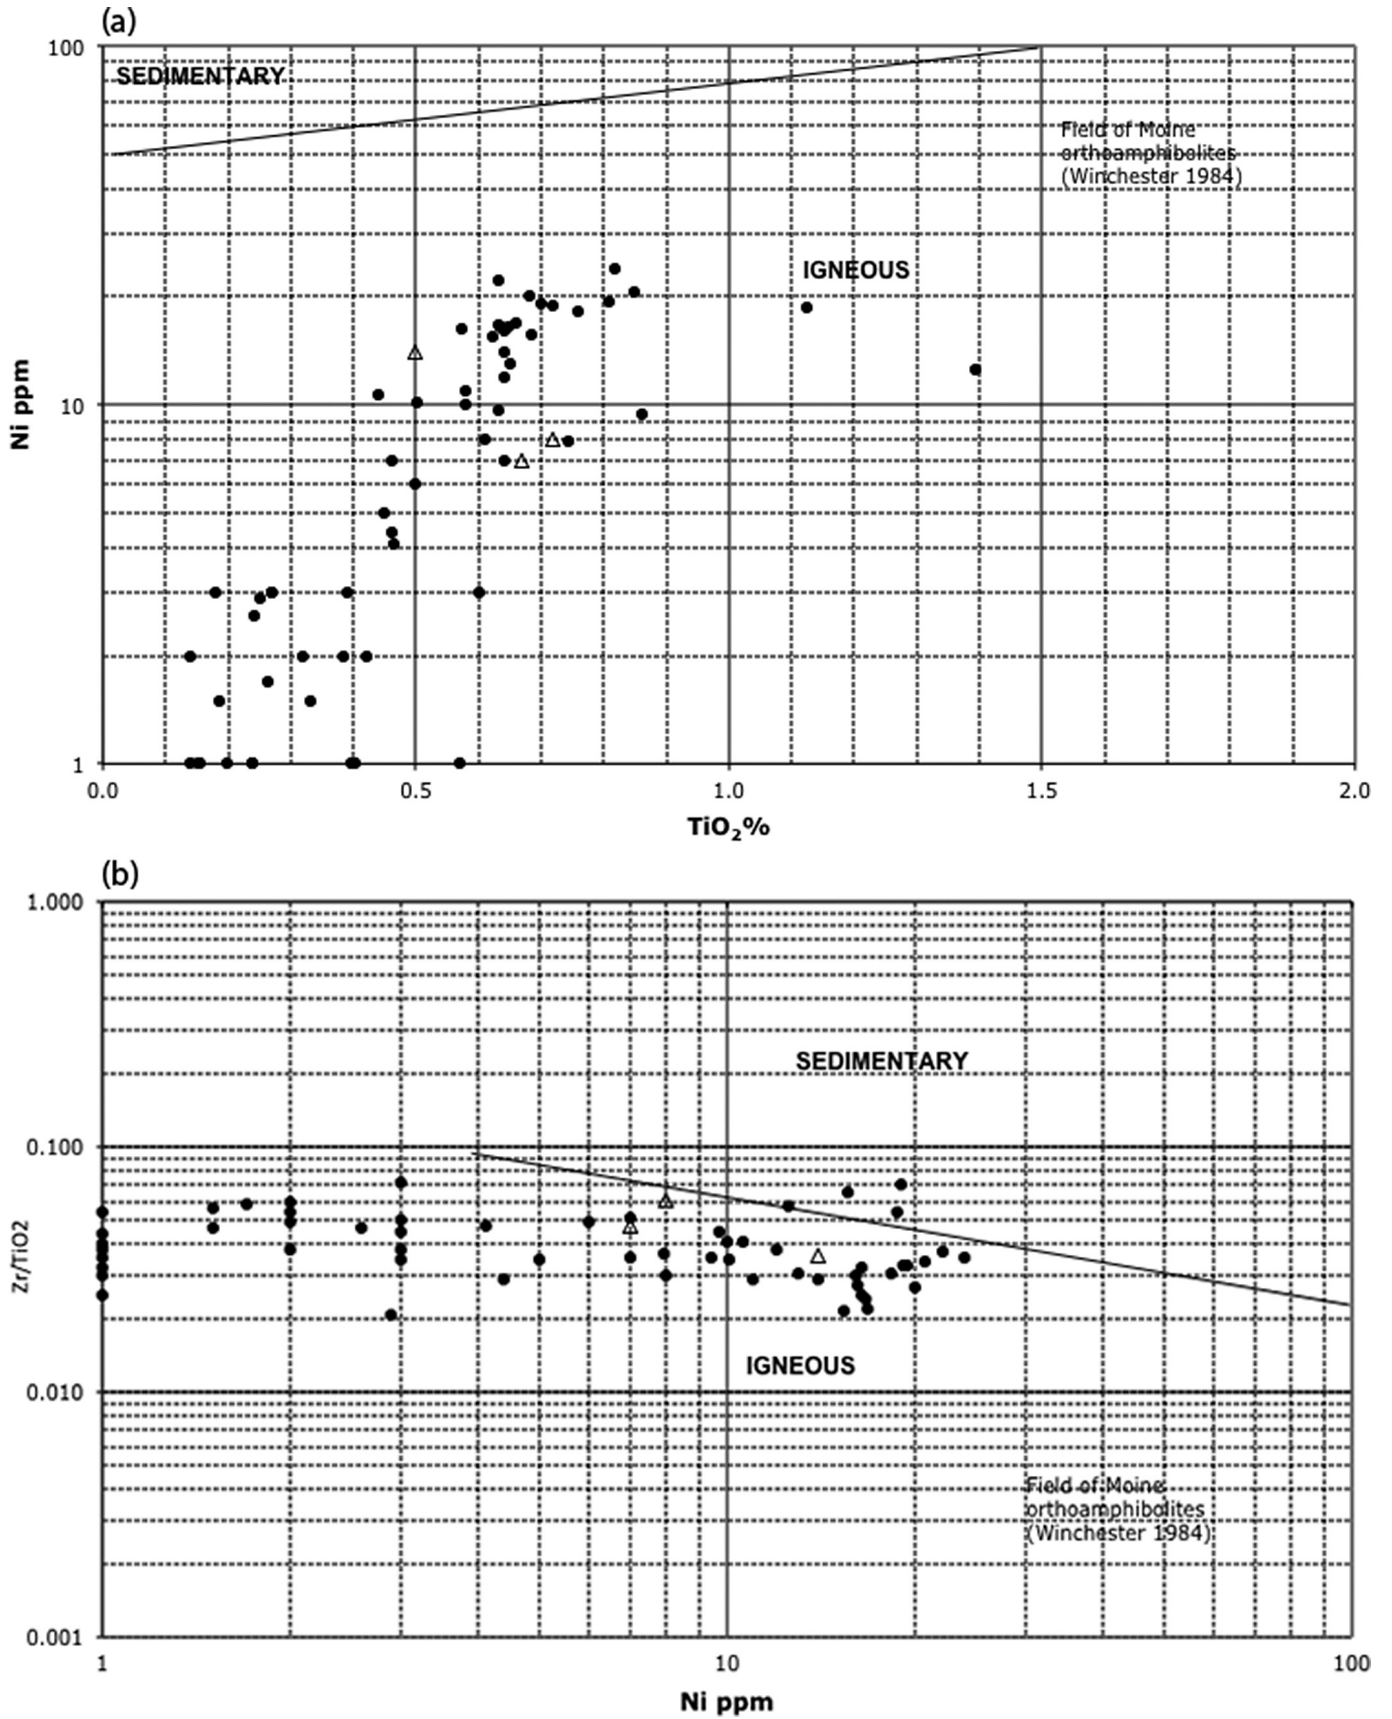 (a)
100
SEDIMENTARY
Field of Moine
orthoamphibolites
(Winchester 1984)
IGNEOUS
Ni ppm
10
1
0.0 0.5 1.0 1.5 2.0
TiO₂%
(b)
1.000
SEDIMENTARY
0.100
Zr/TiO2
IGNEOUS
0.010
Field of Moine
orthoamphibolites
(Winchester 1984)
0.001
1 10 100
Ni ppm